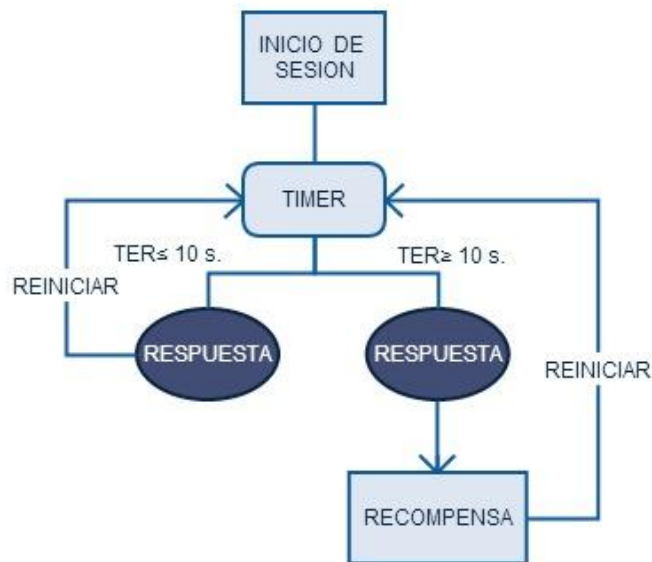 INICIO DE
SESION
TIMER
TER≤ 10 s.
TER≥ 10 s.
REINICIAR
RESPUESTA
RESPUESTA
REINICIAR
RECOMPENSA